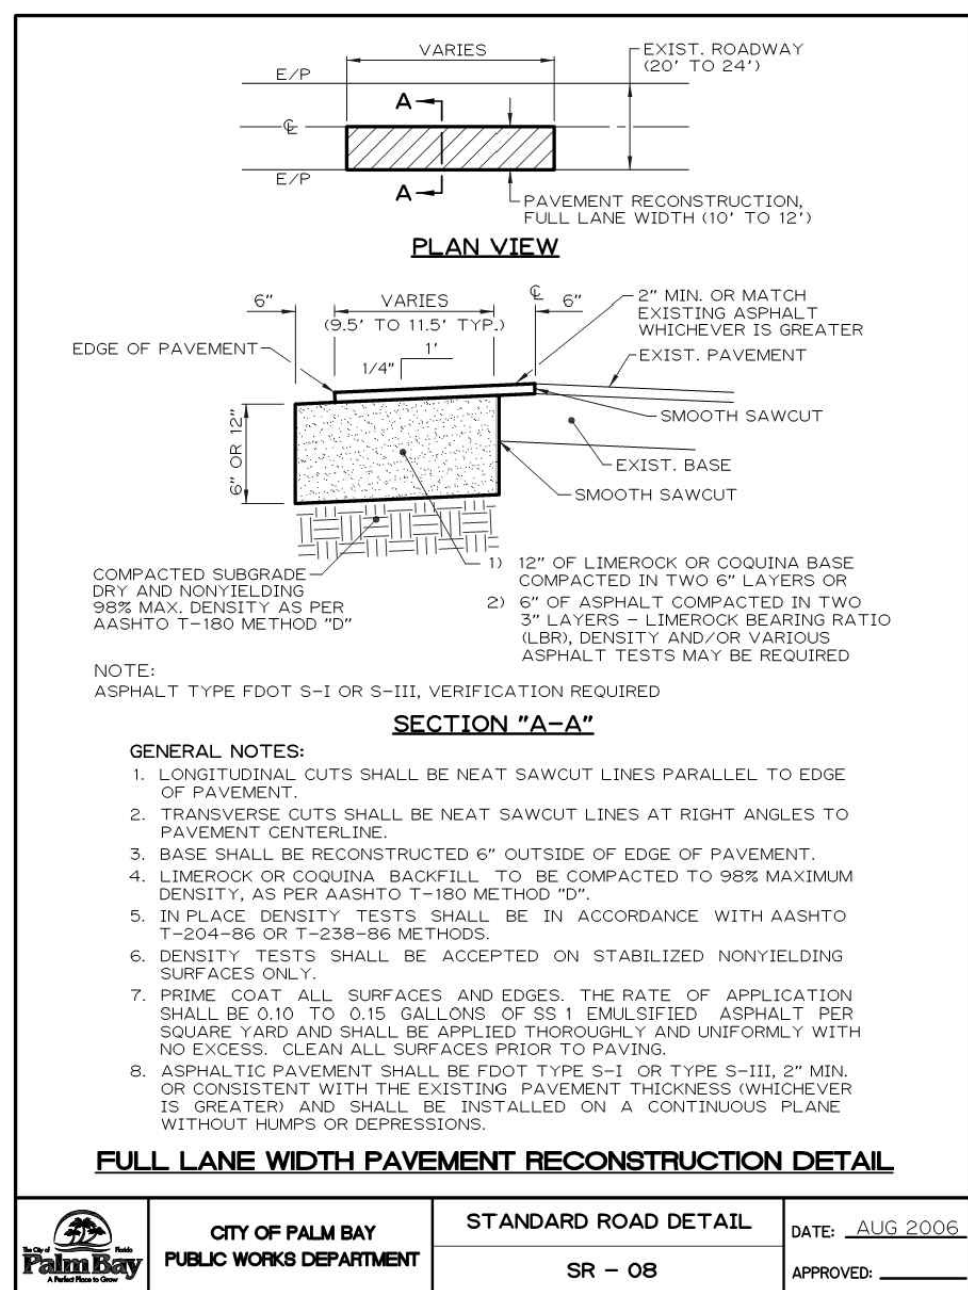 VARIES
EXIST. ROADWAY
(20' TO 24')
E/P
A
℄
E/P
A
PAVEMENT RECONSTRUCTION,
FULL LANE WIDTH (10' TO 12')
PLAN VIEW
6"
VARIES
(9.5' TO 11.5' TYP.)
℄
6"
2" MIN. OR MATCH
EXISTING ASPHALT
WHICHEVER IS GREATER
EDGE OF PAVEMENT
1'
1/4"
EXIST. PAVEMENT
SMOOTH SAWCUT
6" OR 12"
EXIST. BASE
SMOOTH SAWCUT
COMPACTED SUBGRADE
DRY AND NONYIELDING
98% MAX. DENSITY AS PER
AASHTO T-180 METHOD "D"
1) 12" OF LIMEROCK OR COQUINA BASE
COMPACTED IN TWO 6" LAYERS OR
2) 6" OF ASPHALT COMPACTED IN TWO
3" LAYERS - LIMEROCK BEARING RATIO
(LBR), DENSITY AND/OR VARIOUS
ASPHALT TESTS MAY BE REQUIRED
NOTE:
ASPHALT TYPE FDOT S-I OR S-III, VERIFICATION REQUIRED
SECTION "A-A"
GENERAL NOTES:
1. LONGITUDINAL CUTS SHALL BE NEAT SAWCUT LINES PARALLEL TO EDGE
OF PAVEMENT.
2. TRANSVERSE CUTS SHALL BE NEAT SAWCUT LINES AT RIGHT ANGLES TO
PAVEMENT CENTERLINE.
3. BASE SHALL BE RECONSTRUCTED 6" OUTSIDE OF EDGE OF PAVEMENT.
4. LIMEROCK OR COQUINA BACKFILL TO BE COMPACTED TO 98% MAXIMUM
DENSITY, AS PER AASHTO T-180 METHOD "D".
5. IN PLACE DENSITY TESTS SHALL BE IN ACCORDANCE WITH AASHTO
T-204-86 OR T-238-86 METHODS.
6. DENSITY TESTS SHALL BE ACCEPTED ON STABILIZED NONYIELDING
SURFACES ONLY.
7. PRIME COAT ALL SURFACES AND EDGES. THE RATE OF APPLICATION
SHALL BE 0.10 TO 0.15 GALLONS OF SS 1 EMULSIFIED ASPHALT PER
SQUARE YARD AND SHALL BE APPLIED THOROUGHLY AND UNIFORMLY WITH
NO EXCESS. CLEAN ALL SURFACES PRIOR TO PAVING.
8. ASPHALTIC PAVEMENT SHALL BE FDOT TYPE S-I OR TYPE S-III, 2" MIN.
OR CONSISTENT WITH THE EXISTING PAVEMENT THICKNESS (WHICHEVER
IS GREATER) AND SHALL BE INSTALLED ON A CONTINUOUS PLANE
WITHOUT HUMPS OR DEPRESSIONS.
FULL LANE WIDTH PAVEMENT RECONSTRUCTION DETAIL
The City of Florida
Palm Bay
A Perfect Place to Grow
CITY OF PALM BAY
PUBLIC WORKS DEPARTMENT
STANDARD ROAD DETAIL
SR - 08
DATE: AUG 2006
APPROVED: